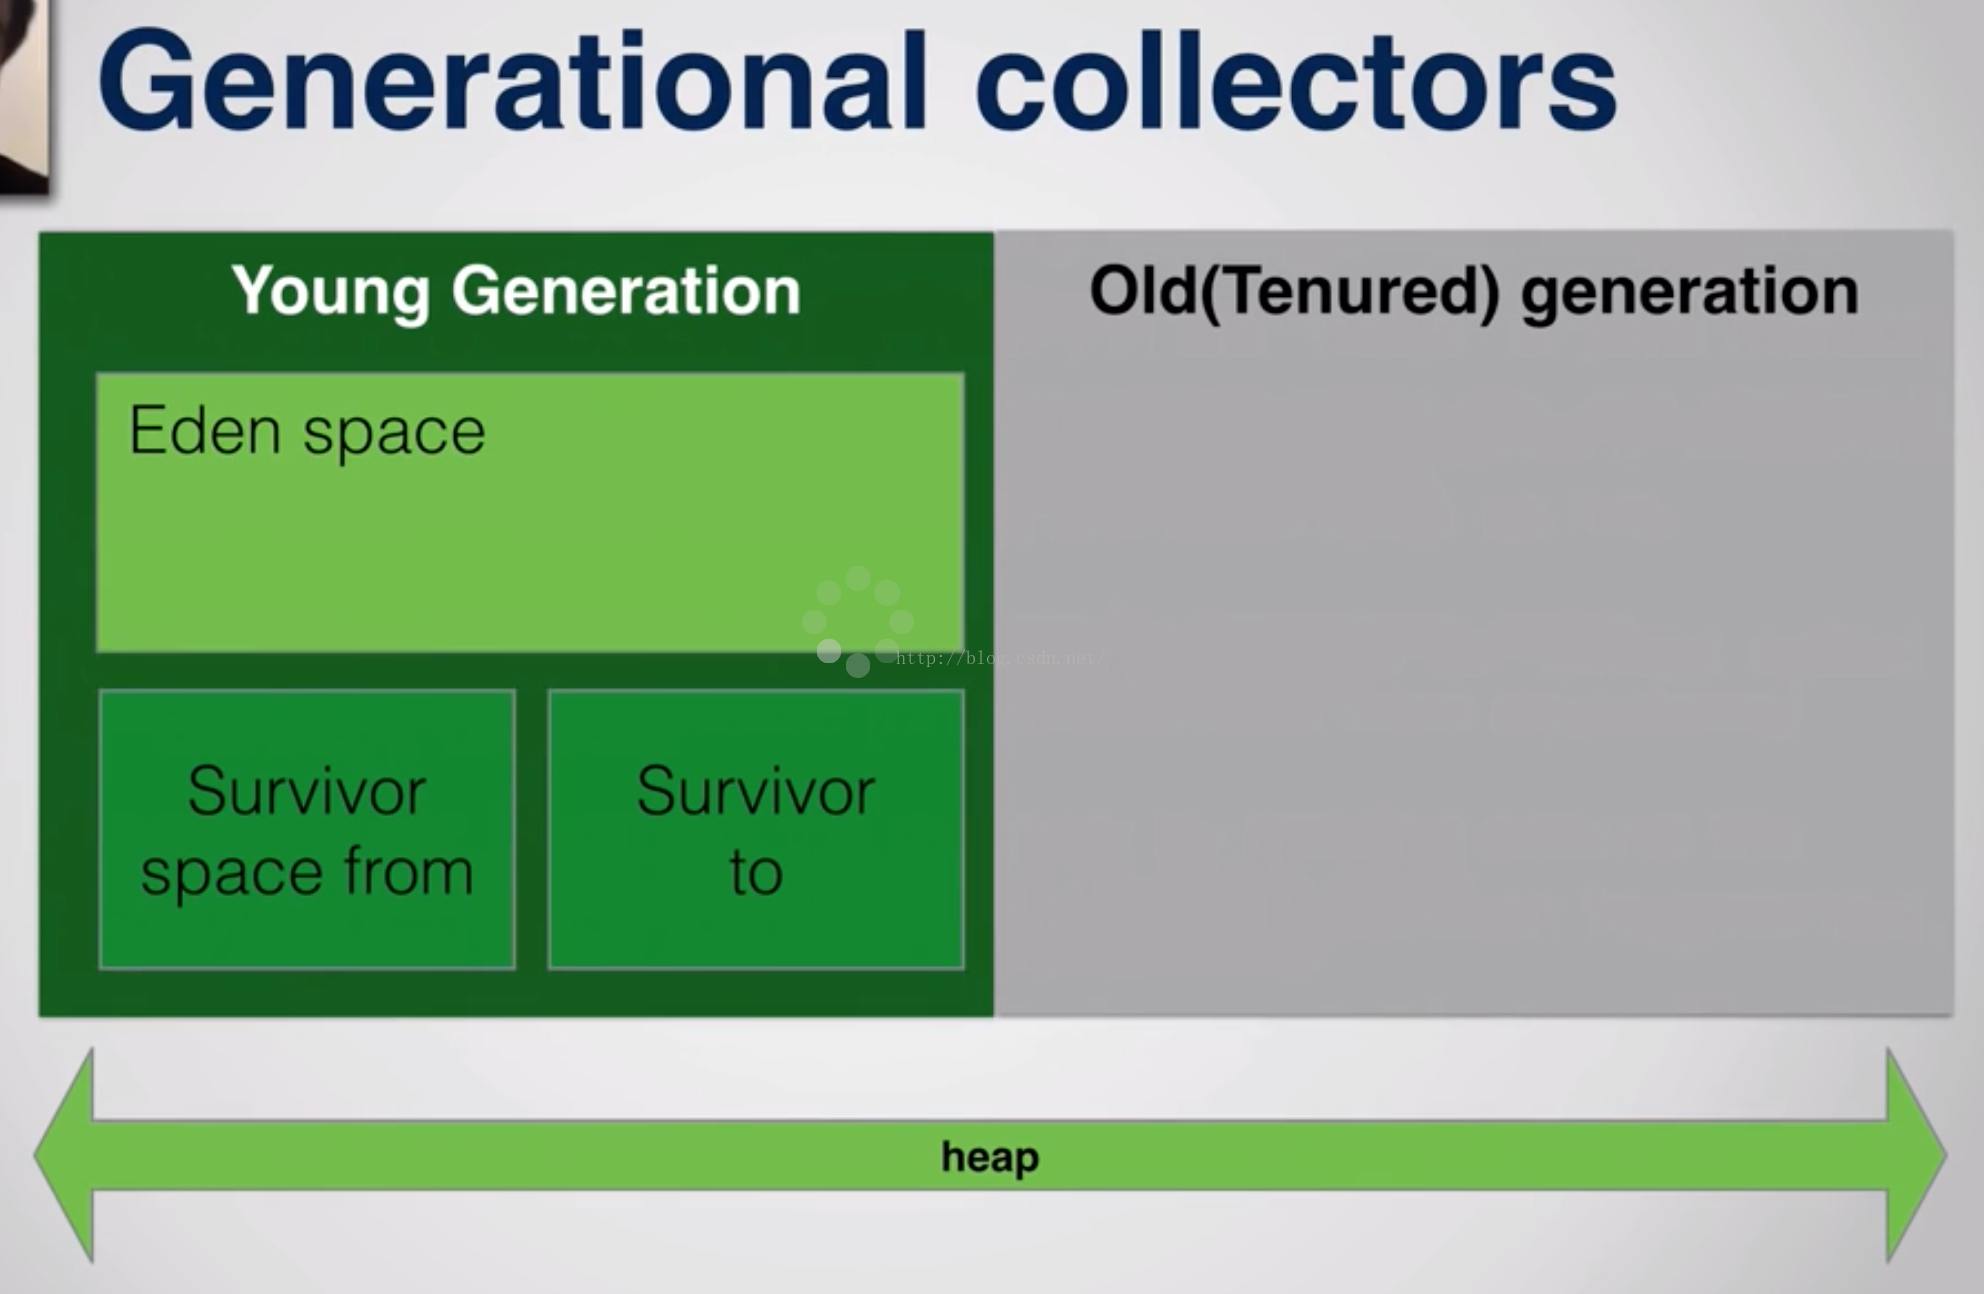 Generational collectors
Young Generation
Old(Tenured) generation
Eden space
http://blog.csdn.net/
Survivor
space from
Survivor
to
heap